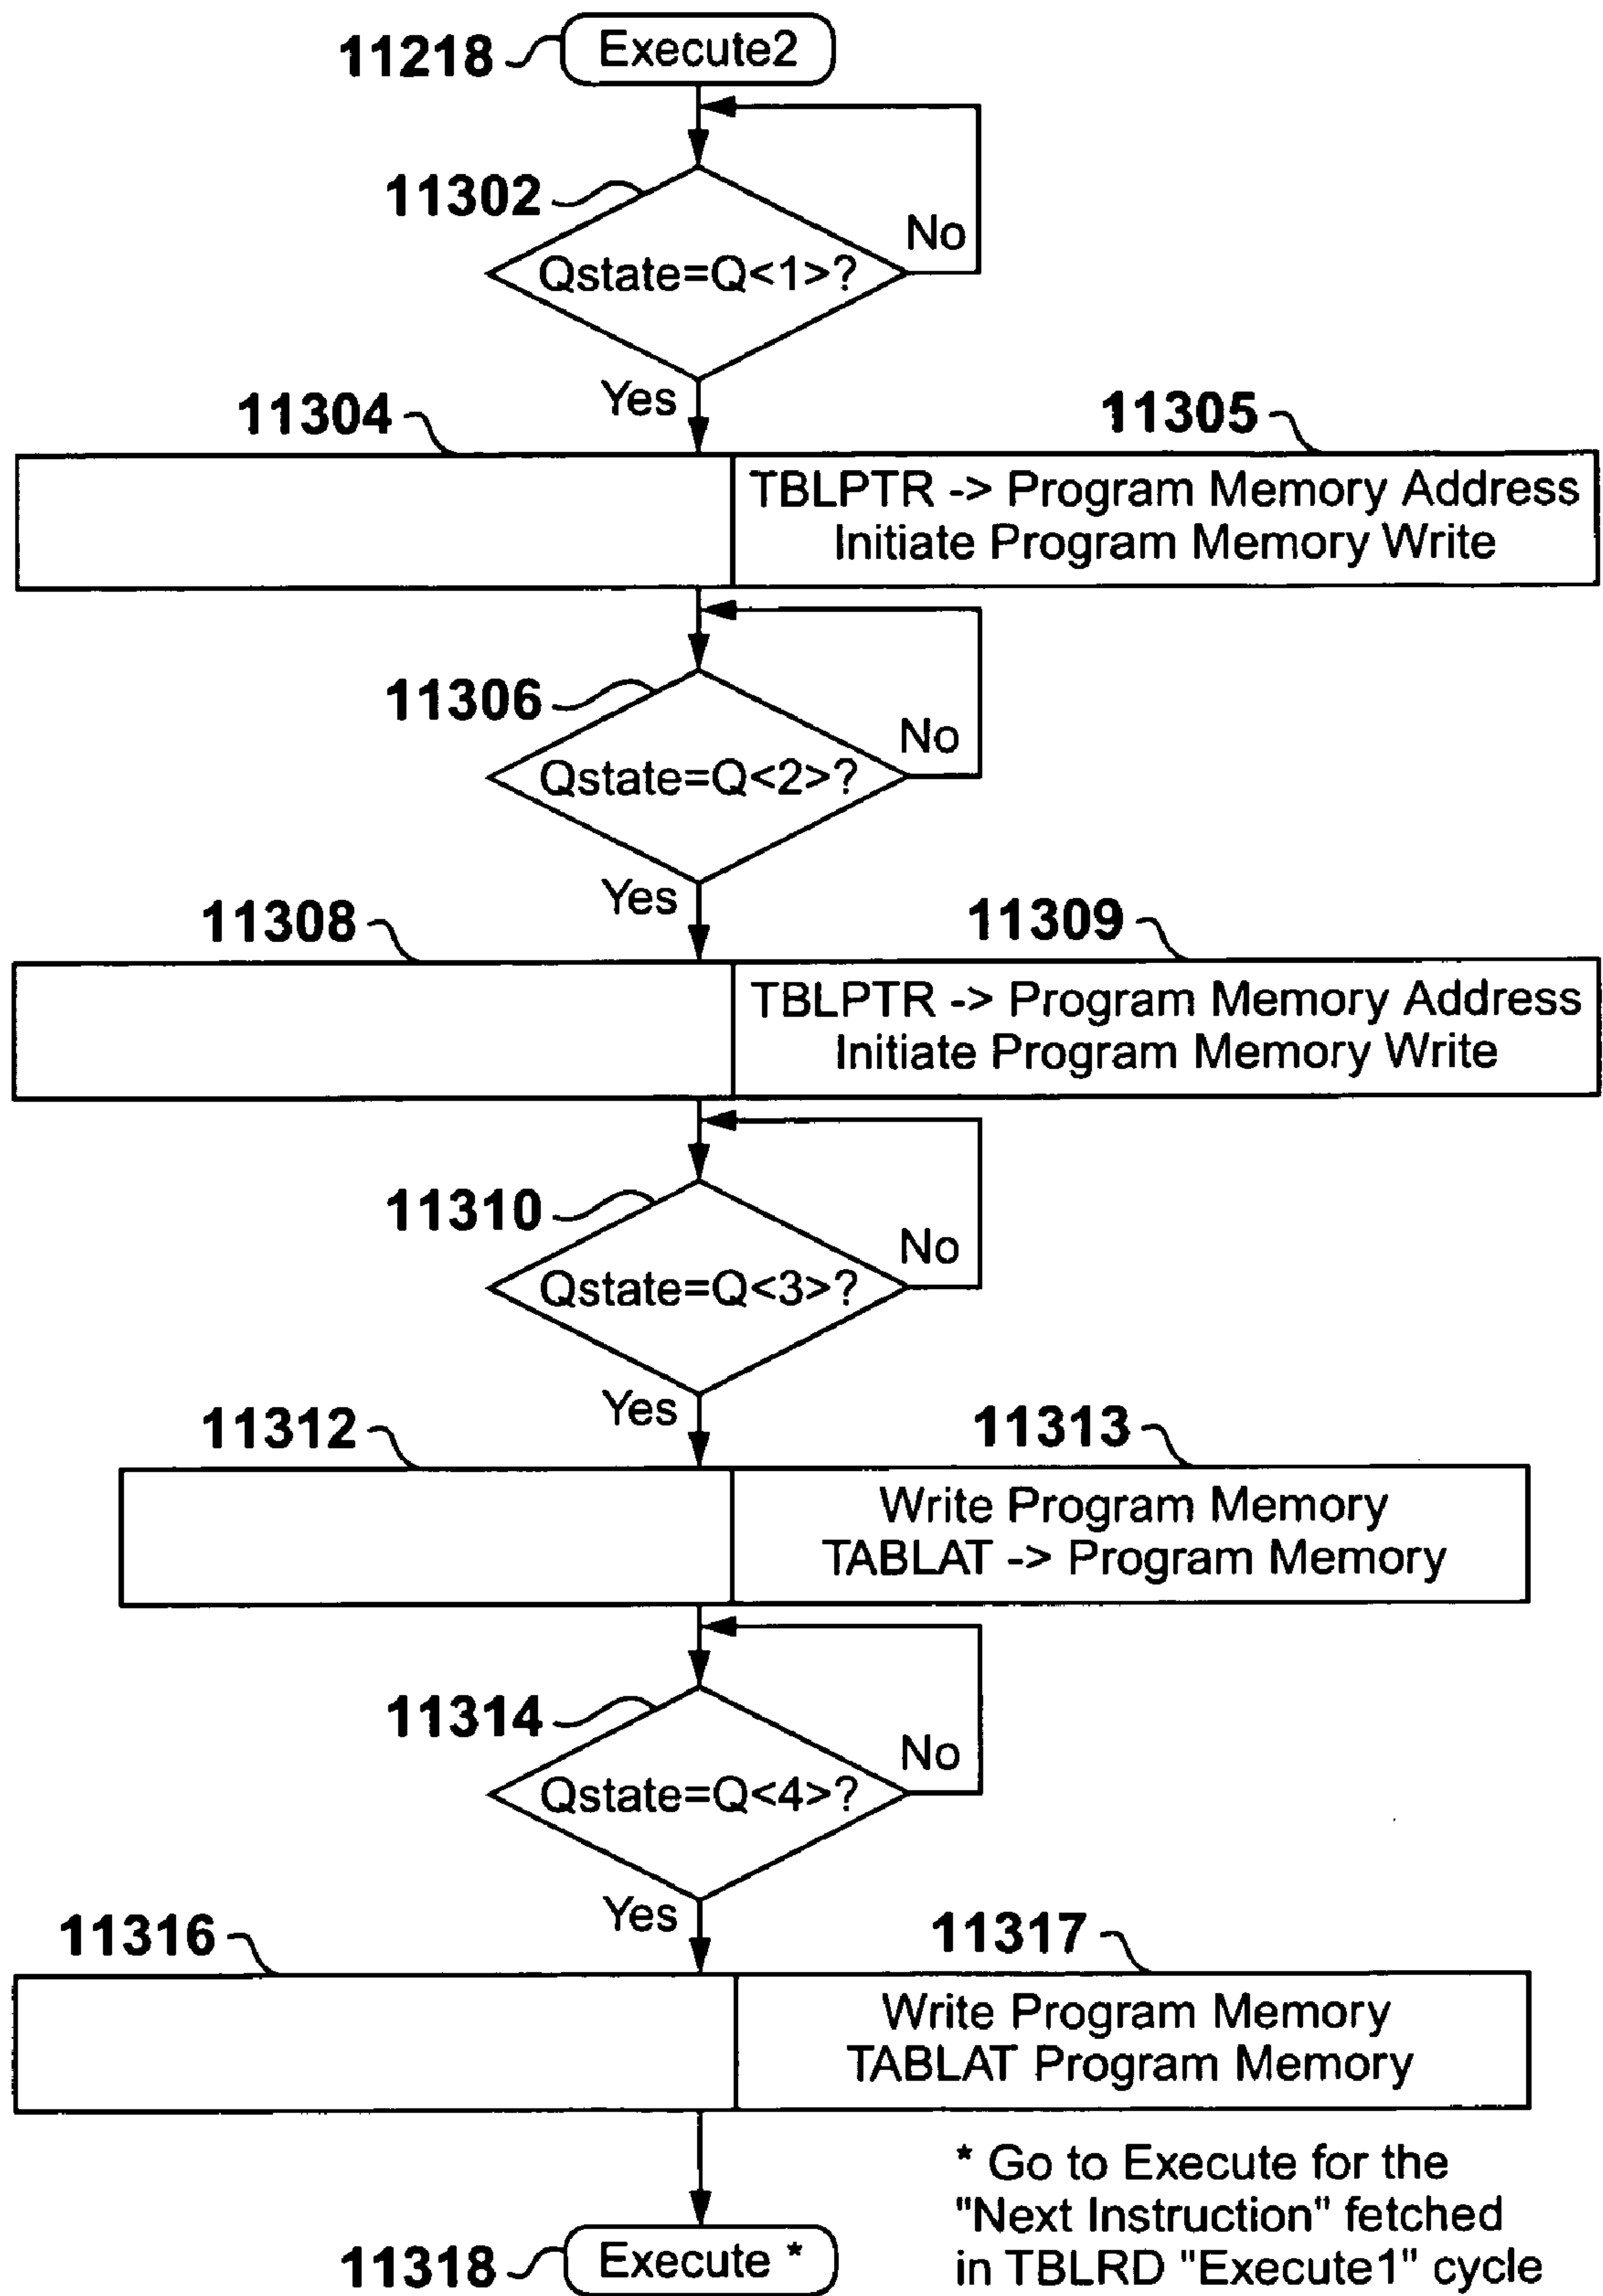 11218
Execute2
11302
No
Qstate=Q<1>?
Yes
11304
11305
TBLPTR -> Program Memory Address
Initiate Program Memory Write
11306
No
Qstate=Q<2>?
Yes
11308
11309
TBLPTR -> Program Memory Address
Initiate Program Memory Write
11310
No
Qstate=Q<3>?
Yes
11312
11313
Write Program Memory
TABLAT -> Program Memory
11314
No
Qstate=Q<4>?
Yes
11316
11317
Write Program Memory
TABLAT Program Memory
* Go to Execute for the
"Next Instruction" fetched
in TBLRD "Execute1" cycle
11318
Execute *